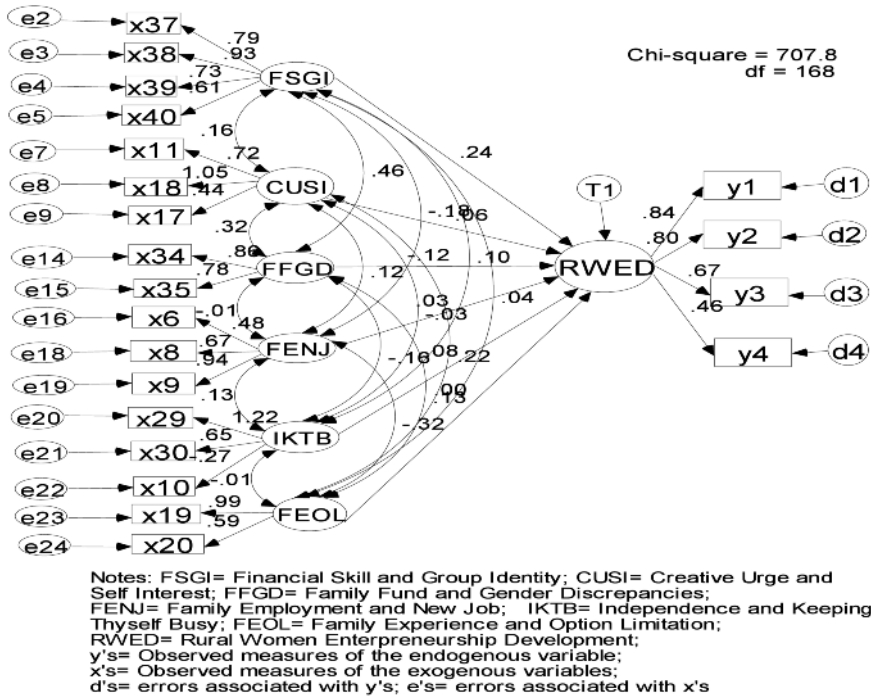 e2 x37 .79
e3 x38 .93
FSGI
Chi-square = 707.8
df = 168
e4 x39 .73
e5 x40 .61
.16
.24
e7 x11 .72
.46
e8 x18 1.05
CUSI
T1
y1 d1
e9 x17 .44
-.18 .06
.84
.32
.80 y2 d2
e14 x34 .86
-.12 .10
FFGD
RWED
e15 x35 .78
.12
.67
y3 d3
e16 x6 -.01
.03 .04
.46
-.03
.48
FENJ
e18 x8 .67
-.16 .08 .22
y4 d4
e19 x9 .94
.13
.00
.13
e20 x29 1.22
-.32
IKTB
e21 x30 .65
e22 x10 -.27
-.01
e23 x19 .99
FEOL
e24 x20 .59
Notes: FSGI= Financial Skill and Group Identity; CUSI= Creative Urge and
Self Interest; FFGD= Family Fund and Gender Discrepancies;
FENJ= Family Employment and New Job; IKTB= Independence and Keeping
Thyself Busy; FEOL= Family Experience and Option Limitation;
RWED= Rural Women Enterpreneurship Development;
y's= Observed measures of the endogenous variable;
x's= Observed measures of the exogenous variables;
d's= errors associated with y's; e's= errors associated with x's